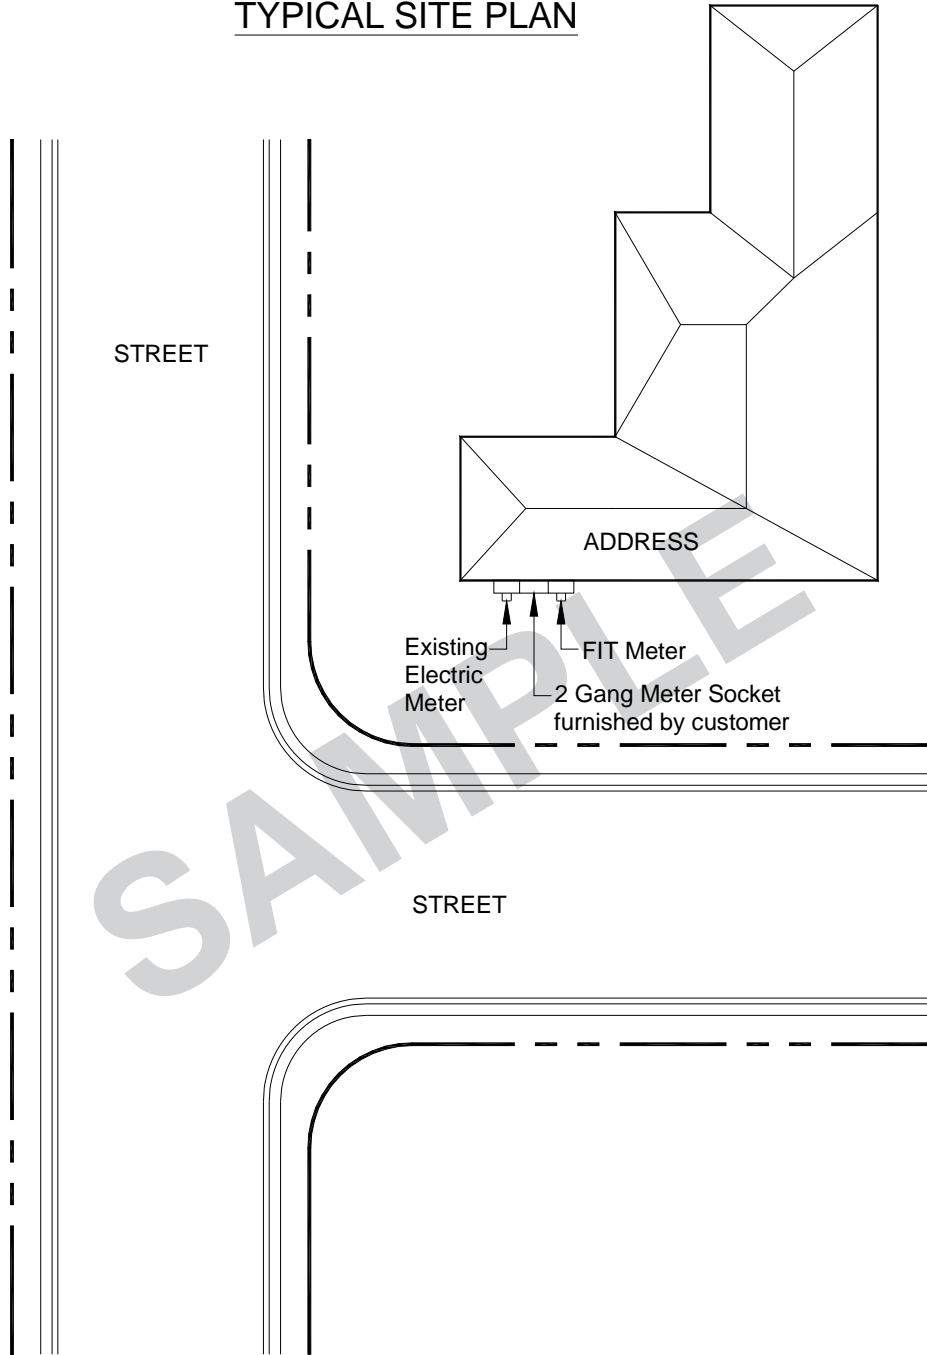 TYPICAL SITE PLAN
STREET
ADDRESS
Existing
Electric
Meter
FIT Meter
2 Gang Meter Socket
furnished by customer
SAMPLE
STREET